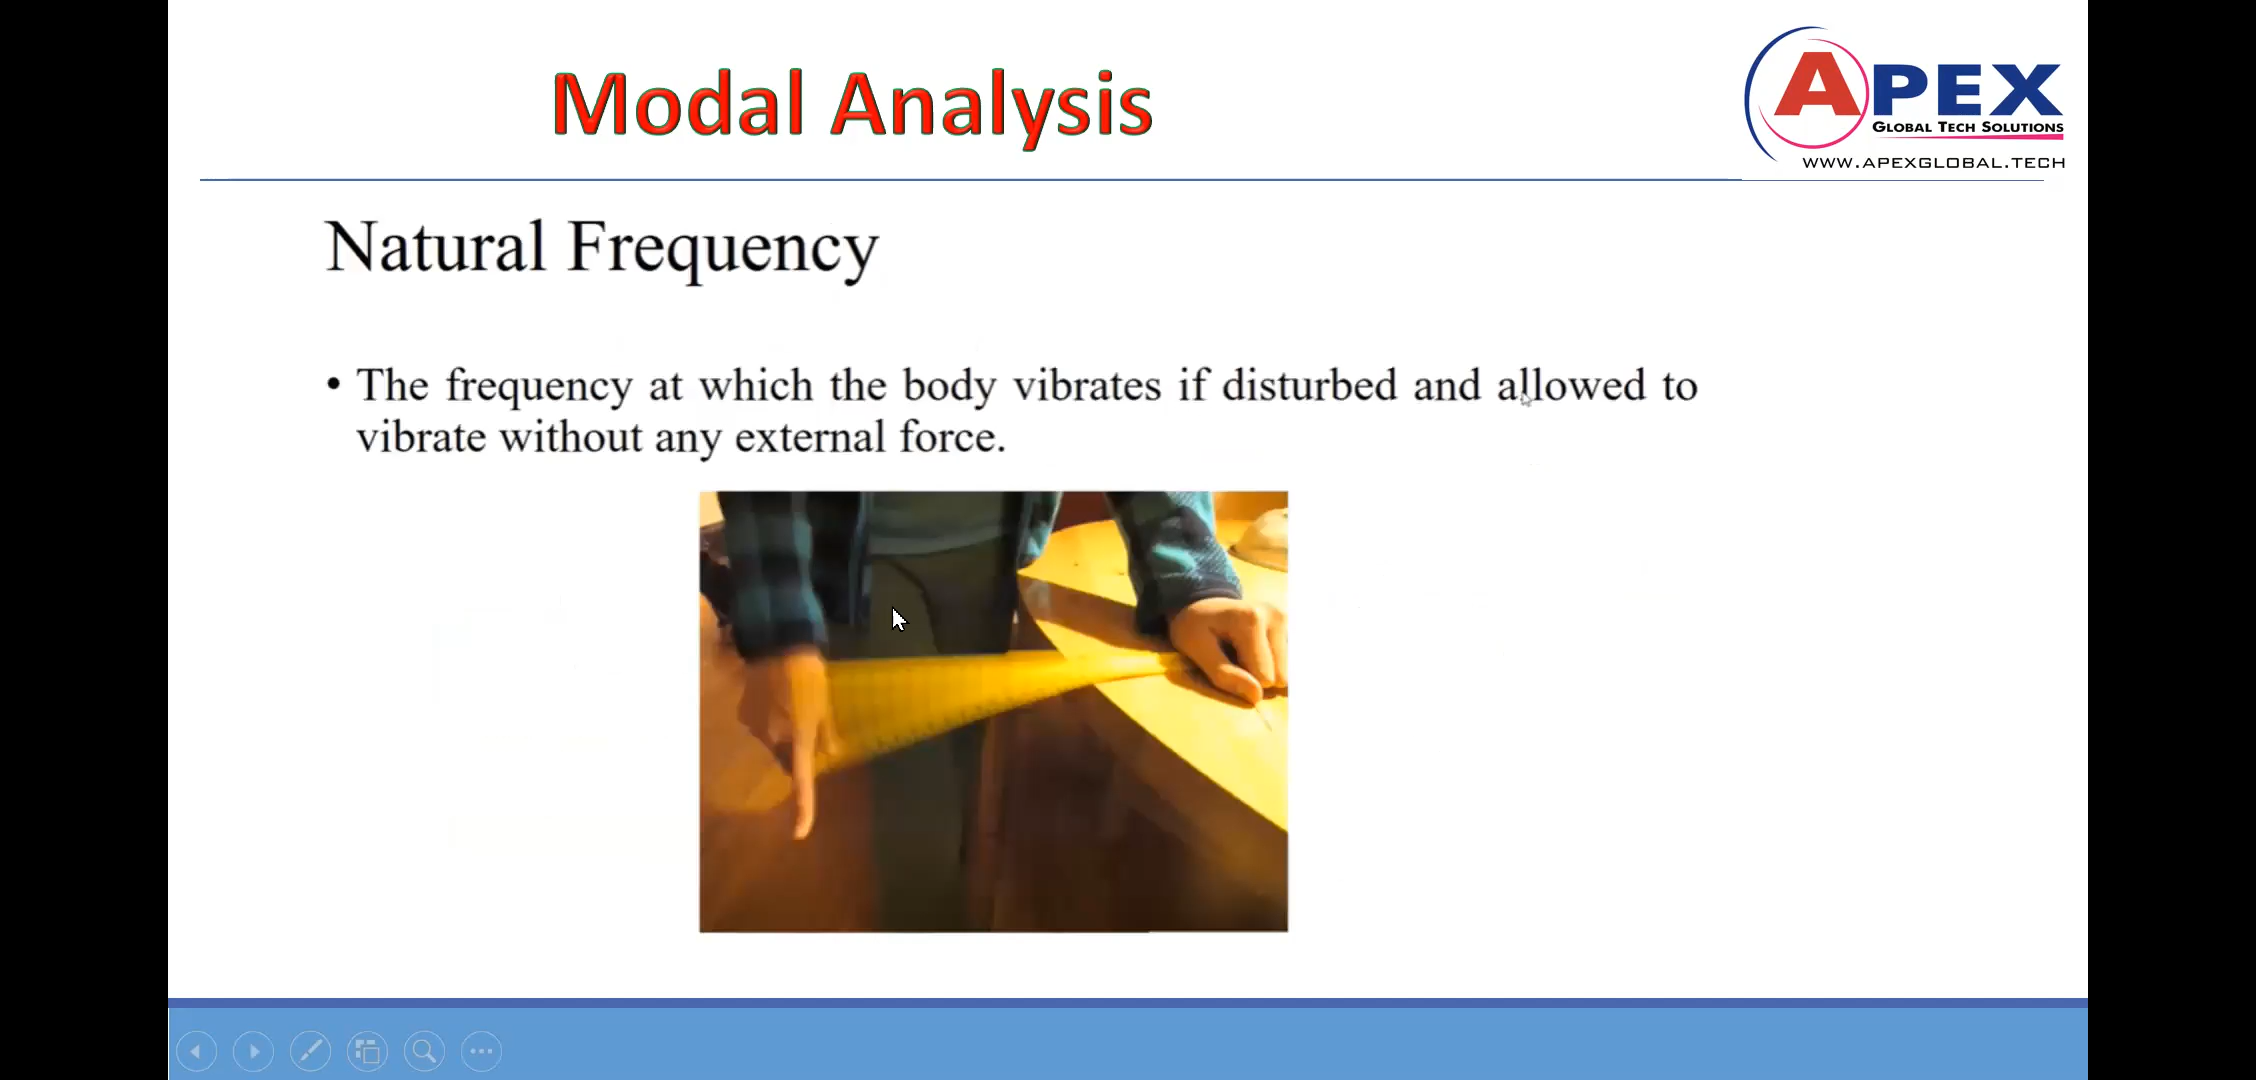 Modal Analysis
APEX
GLOBAL TECH SOLUTIONS
WWW.APEXGLOBAL.TECH
Natural Frequency
• The frequency at which the body vibrates if disturbed and allowed to
vibrate without any external force.